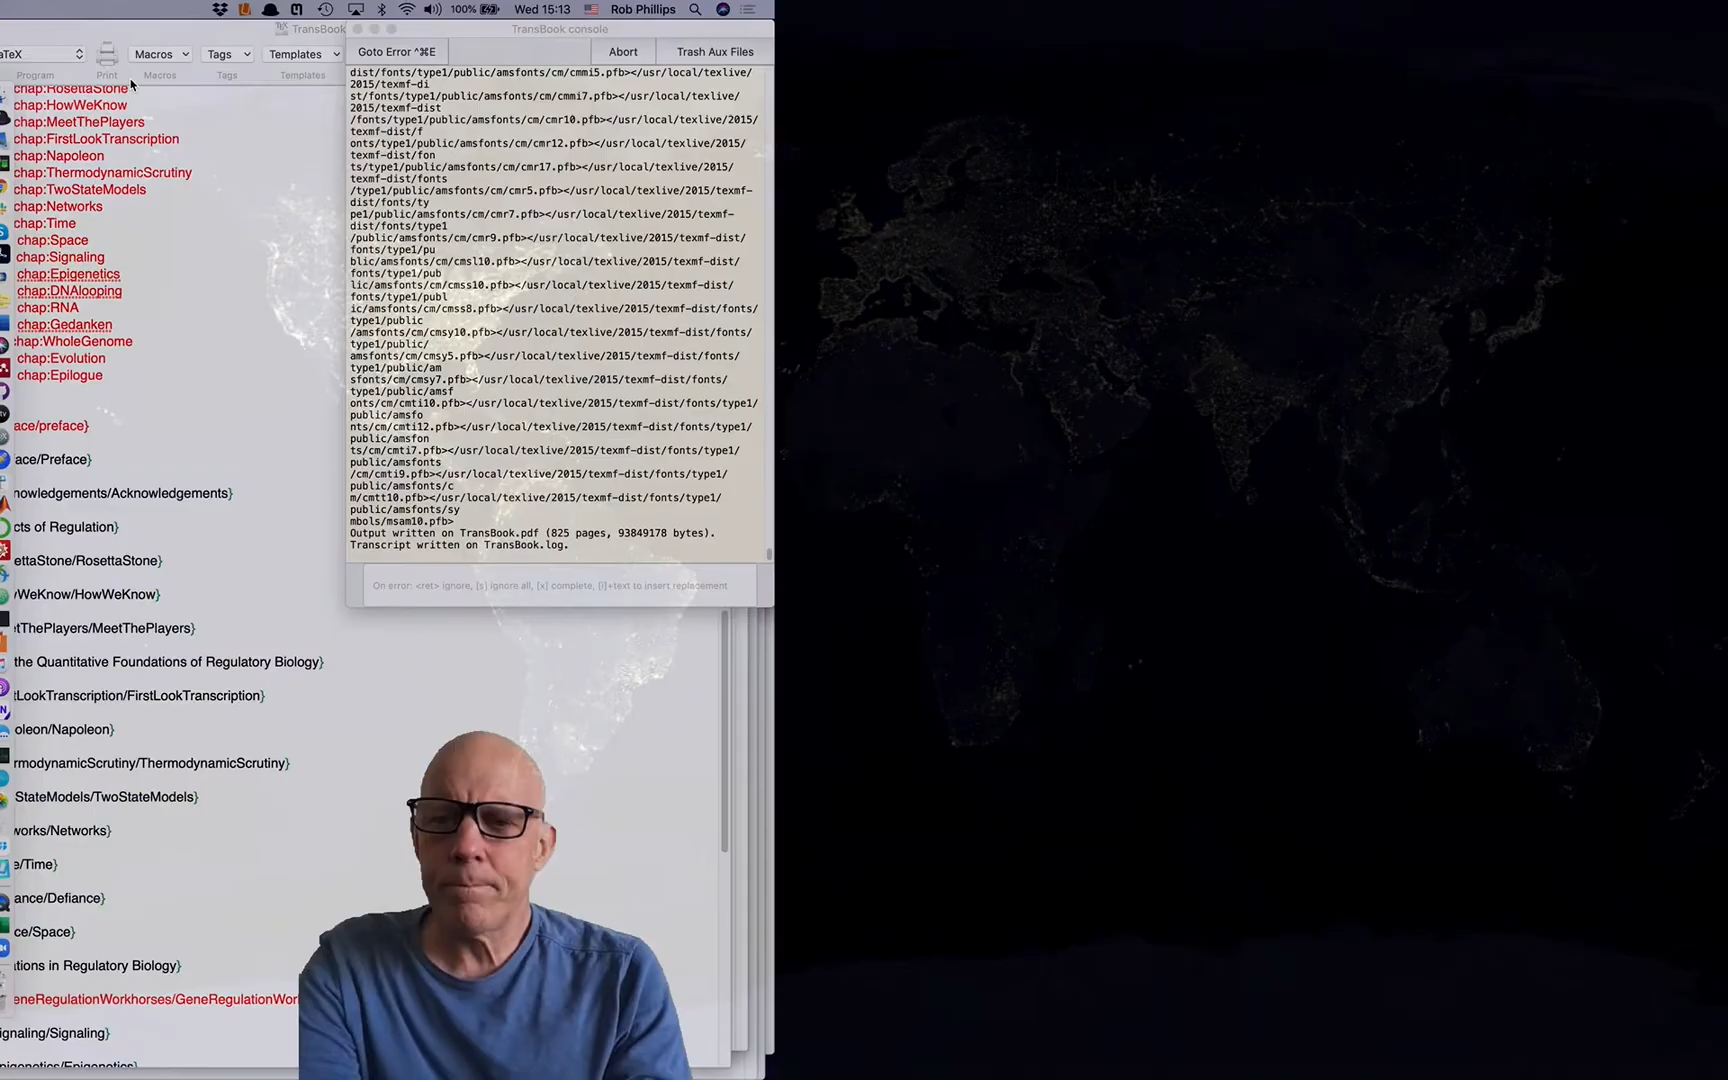 100%
Wed 15:13
Rob Phillips
TransBook
TransBook console
TeX
Macros
Tags
Templates
Goto Error ^⌘E
Abort
Trash Aux Files
Program
Print
Macros
Tags
Templates
chap:RosettaStone
chap:HowWeKnow
chap:MeetThePlayers
chap:FirstLookTranscription
chap:Napoleon
chap:ThermodynamicScrutiny
chap:TwoStateModels
chap:Networks
chap:Time
chap:Space
chap:Signaling
chap:Epigenetics
chap:DNAlooping
chap:RNA
chap:Gedanken
chap:WholeGenome
chap:Evolution
chap:Epilogue
ace/preface}
ace/Preface}
nowledgements/Acknowledgements}
cts of Regulation}
ettaStone/RosettaStone}
WeKnow/HowWeKnow}
etThePlayers/MeetThePlayers}
the Quantitative Foundations of Regulatory Biology}
tLookTranscription/FirstLookTranscription}
oleon/Napoleon}
rmodynamicScrutiny/ThermodynamicScrutiny}
StateModels/TwoStateModels}
works/Networks}
e/Time}
ance/Defiance}
ce/Space}
ations in Regulatory Biology}
eneRegulationWorkhorses/GeneRegulationWor
ignaling/Signaling}
pigenetics/Epigenetics}
dist/fonts/type1/public/amsfonts/cm/cmmi5.pfb></usr/local/texlive/
2015/texmf-di
st/fonts/type1/public/amsfonts/cm/cmmi7.pfb></usr/local/texlive/
2015/texmf-dist
/fonts/type1/public/amsfonts/cm/cmr10.pfb></usr/local/texlive/2015/
texmf-dist/f
onts/type1/public/amsfonts/cm/cmr12.pfb></usr/local/texlive/2015/
texmf-dist/fon
ts/type1/public/amsfonts/cm/cmr17.pfb></usr/local/texlive/2015/
texmf-dist/fonts
/type1/public/amsfonts/cm/cmr5.pfb></usr/local/texlive/2015/texmf-
dist/fonts/ty
pe1/public/amsfonts/cm/cmr7.pfb></usr/local/texlive/2015/texmf-
dist/fonts/type1
/public/amsfonts/cm/cmr9.pfb></usr/local/texlive/2015/texmf-dist/
fonts/type1/pu
blic/amsfonts/cm/cmsl10.pfb></usr/local/texlive/2015/texmf-dist/
fonts/type1/pub
lic/amsfonts/cm/cmss10.pfb></usr/local/texlive/2015/texmf-dist/
fonts/type1/publ
ic/amsfonts/cm/cmss8.pfb></usr/local/texlive/2015/texmf-dist/fonts/
type1/public
/amsfonts/cm/cmsy10.pfb></usr/local/texlive/2015/texmf-dist/fonts/
type1/public/
amsfonts/cm/cmsy5.pfb></usr/local/texlive/2015/texmf-dist/fonts/
type1/public/am
sfonts/cm/cmsy7.pfb></usr/local/texlive/2015/texmf-dist/fonts/
type1/public/amsf
onts/cm/cmti10.pfb></usr/local/texlive/2015/texmf-dist/fonts/type1/
public/amsfo
nts/cm/cmti12.pfb></usr/local/texlive/2015/texmf-dist/fonts/type1/
public/amsfon
ts/cm/cmti7.pfb></usr/local/texlive/2015/texmf-dist/fonts/type1/
public/amsfonts
/cm/cmti9.pfb></usr/local/texlive/2015/texmf-dist/fonts/type1/
public/amsfonts/c
m/cmtt10.pfb></usr/local/texlive/2015/texmf-dist/fonts/type1/
public/amsfonts/sy
mbols/msam10.pfb>
Output written on TransBook.pdf (825 pages, 93849178 bytes).
Transcript written on TransBook.log.
On error: <ret> ignore, [s] ignore all, [x] complete, [i]+text to insert replacement